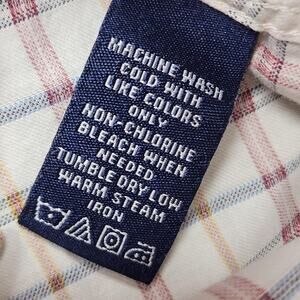 MACHINE WASH
COLD WITH
LIKE COLORS
ONLY
NON-CHLORINE
BLEACH WHEN
NEEDED
TUMBLE DRY LOW
WARM STEAM
IRON